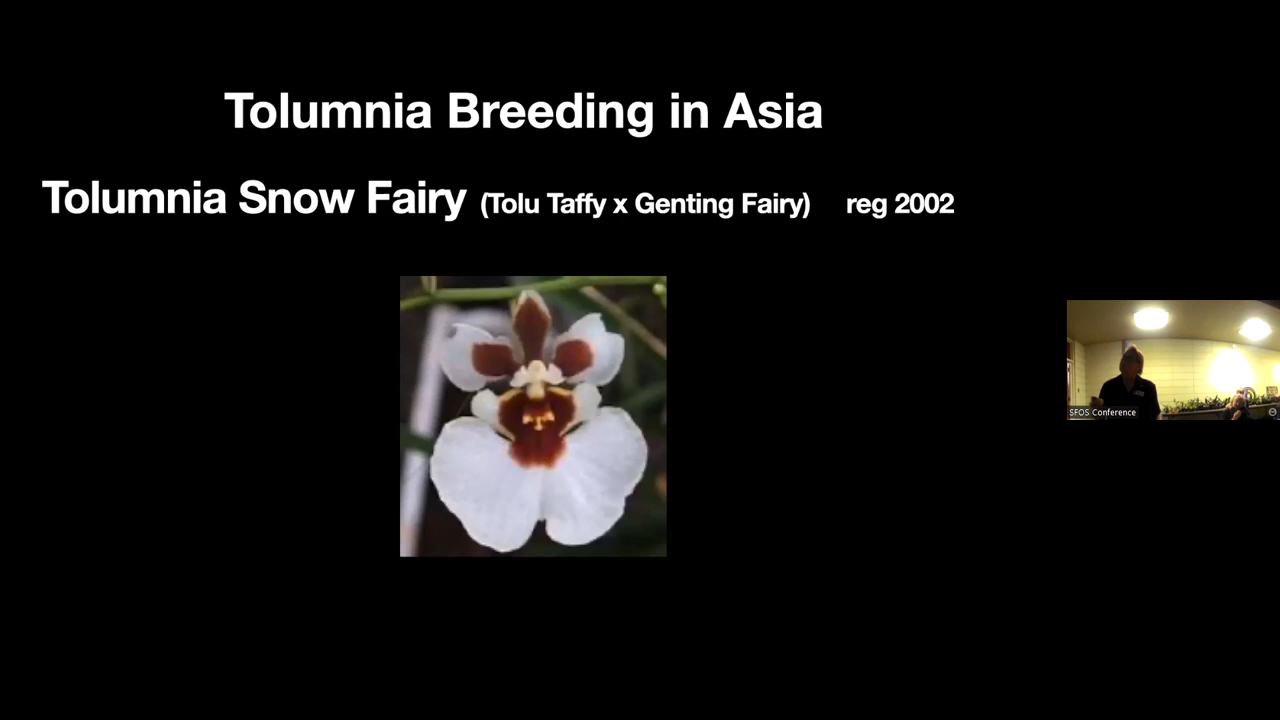 Tolumnia Breeding in Asia
Tolumnia Snow Fairy (Tolu Taffy x Genting Fairy) reg 2002
SFOS Conference